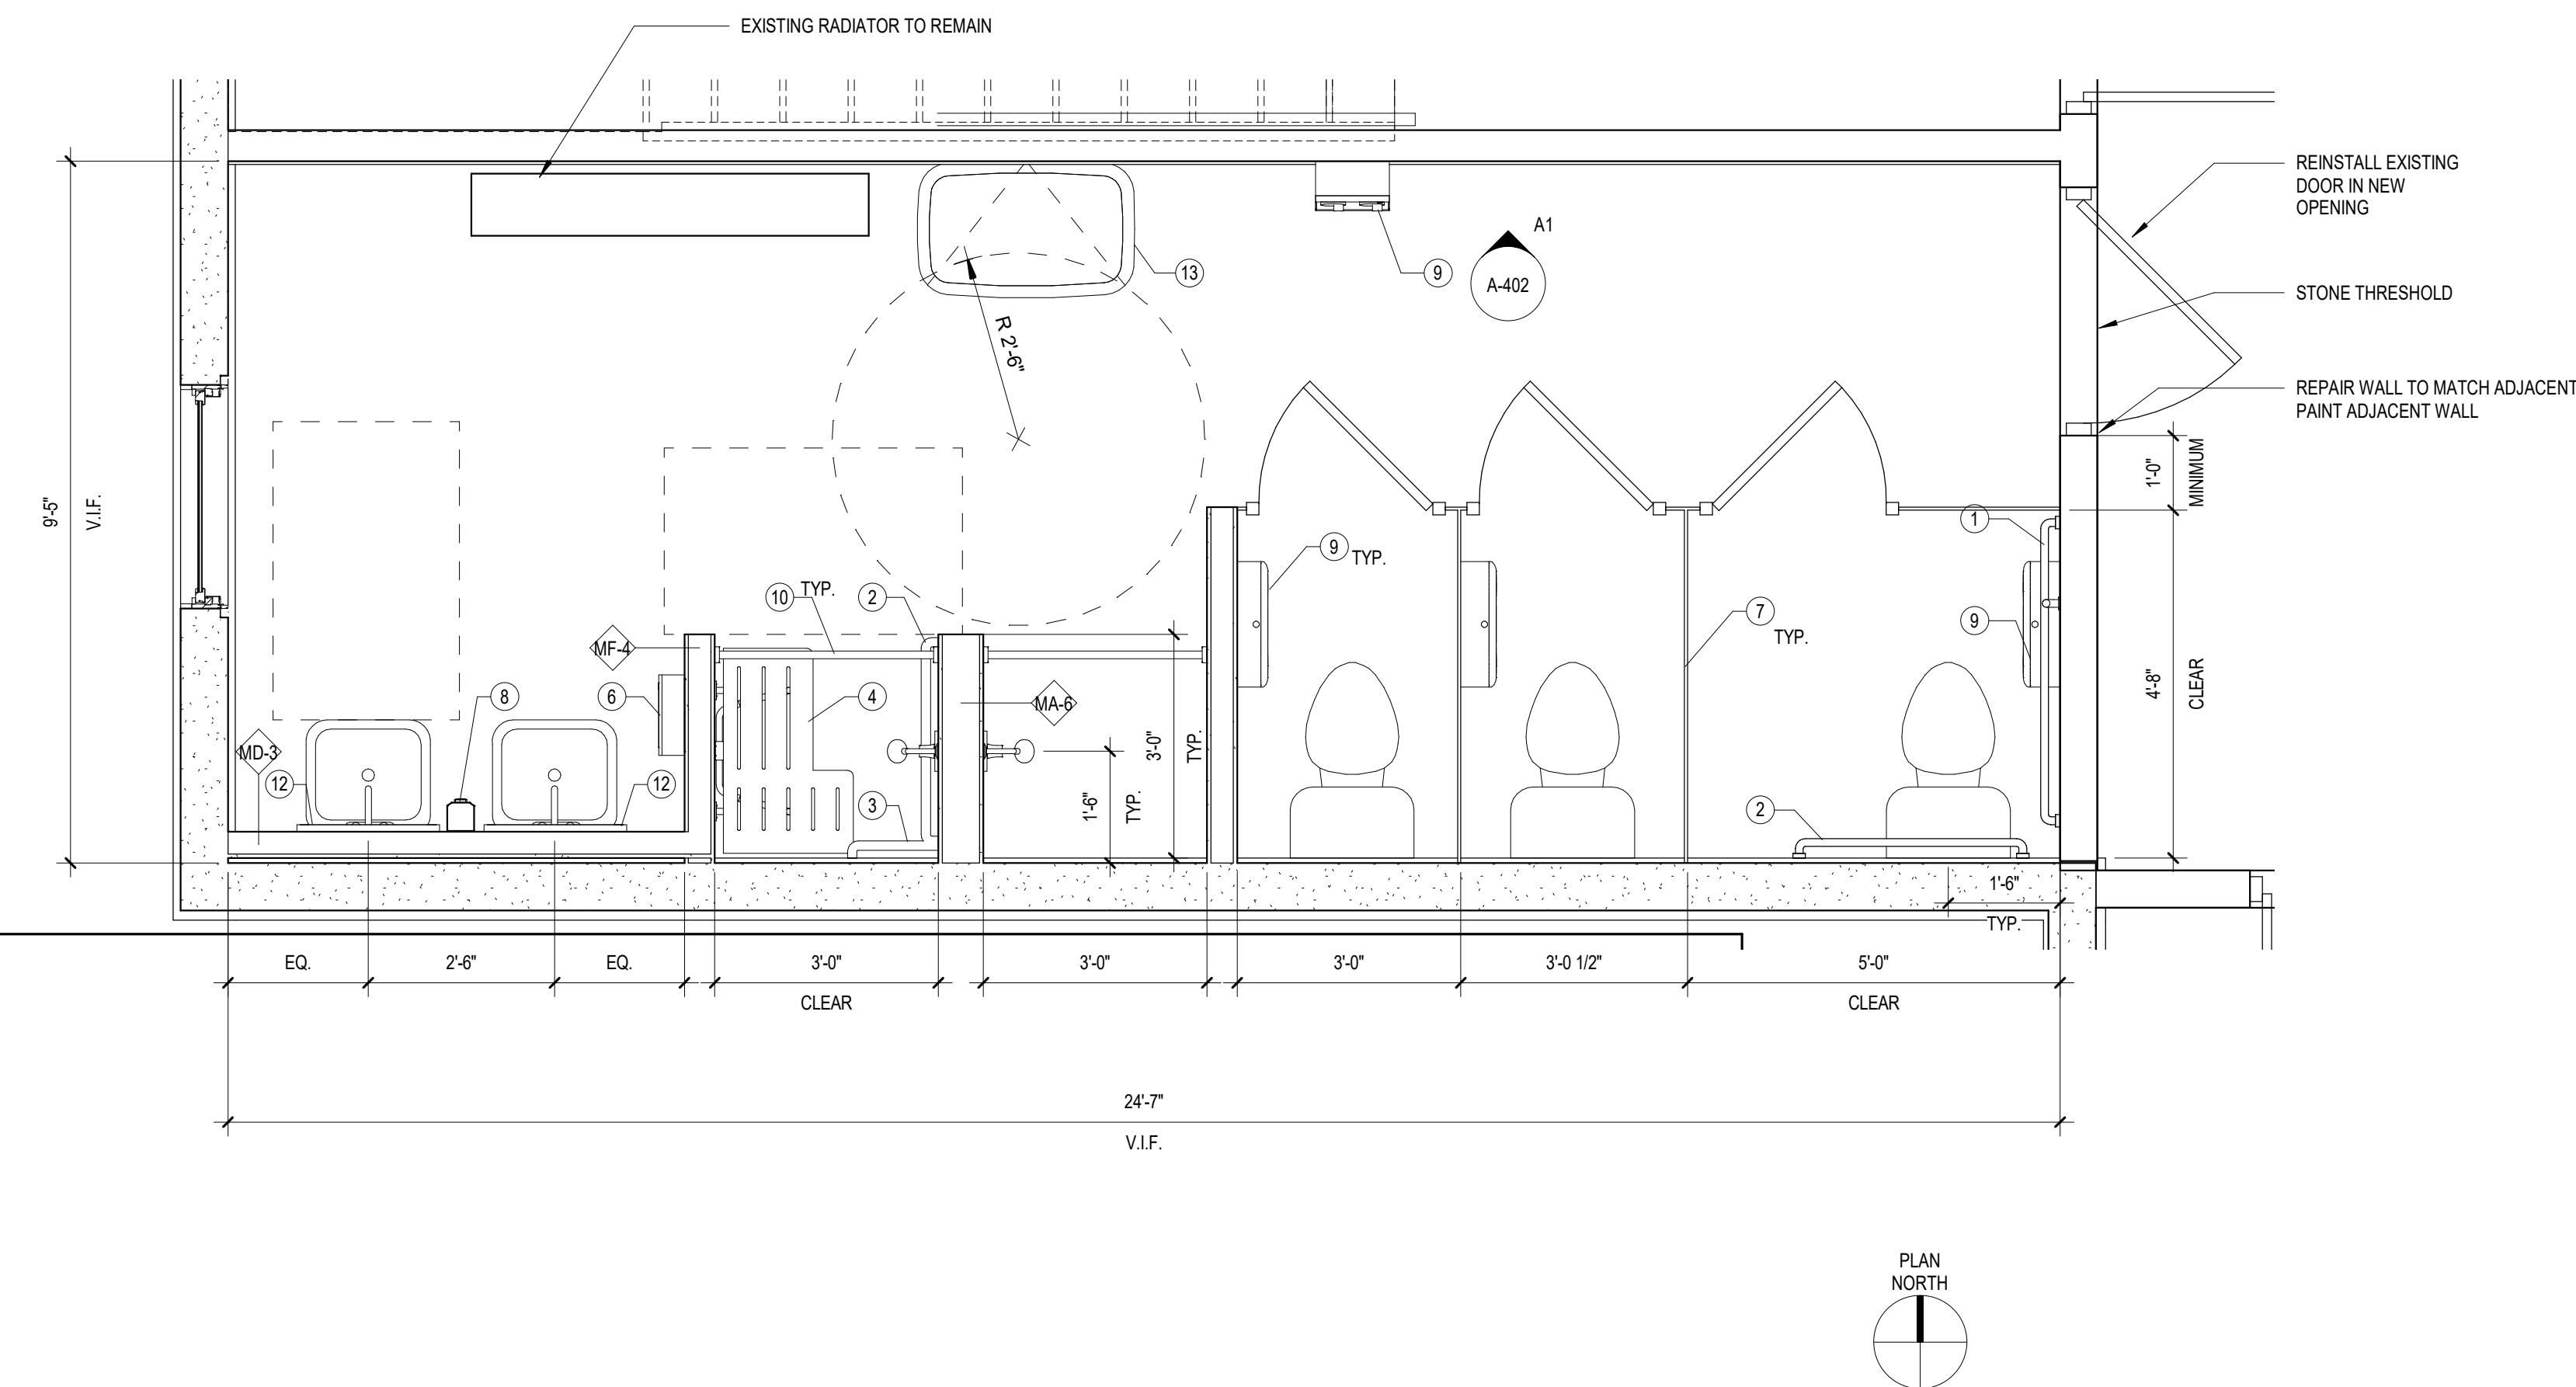 EXISTING RADIATOR TO REMAIN
REINSTALL EXISTING
DOOR IN NEW
OPENING
A1
A-402
13
9
STONE THRESHOLD
R 2'-6"
REPAIR WALL TO MATCH ADJACENT
PAINT ADJACENT WALL
1'-0"
MINIMUM
9'-5"
V.I.F.
1
9
TYP.
10
TYP.
2
7
TYP.
9
MF-4
6
8
4
MA-6
3'-0"
TYP.
4'-8"
CLEAR
MD-3
12
12
3
1'-6"
TYP.
2
1'-6"
TYP.
EQ.
2'-6"
EQ.
3'-0"
CLEAR
3'-0"
3'-0"
3'-0 1/2"
5'-0"
CLEAR
24'-7"
V.I.F.
PLAN
NORTH